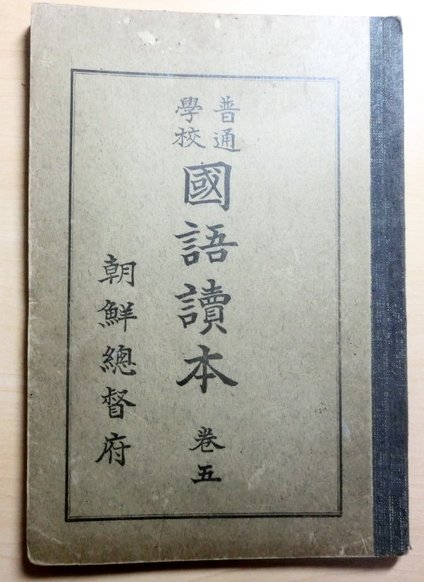 普通
學校
國語讀本 卷五
朝鮮總督府